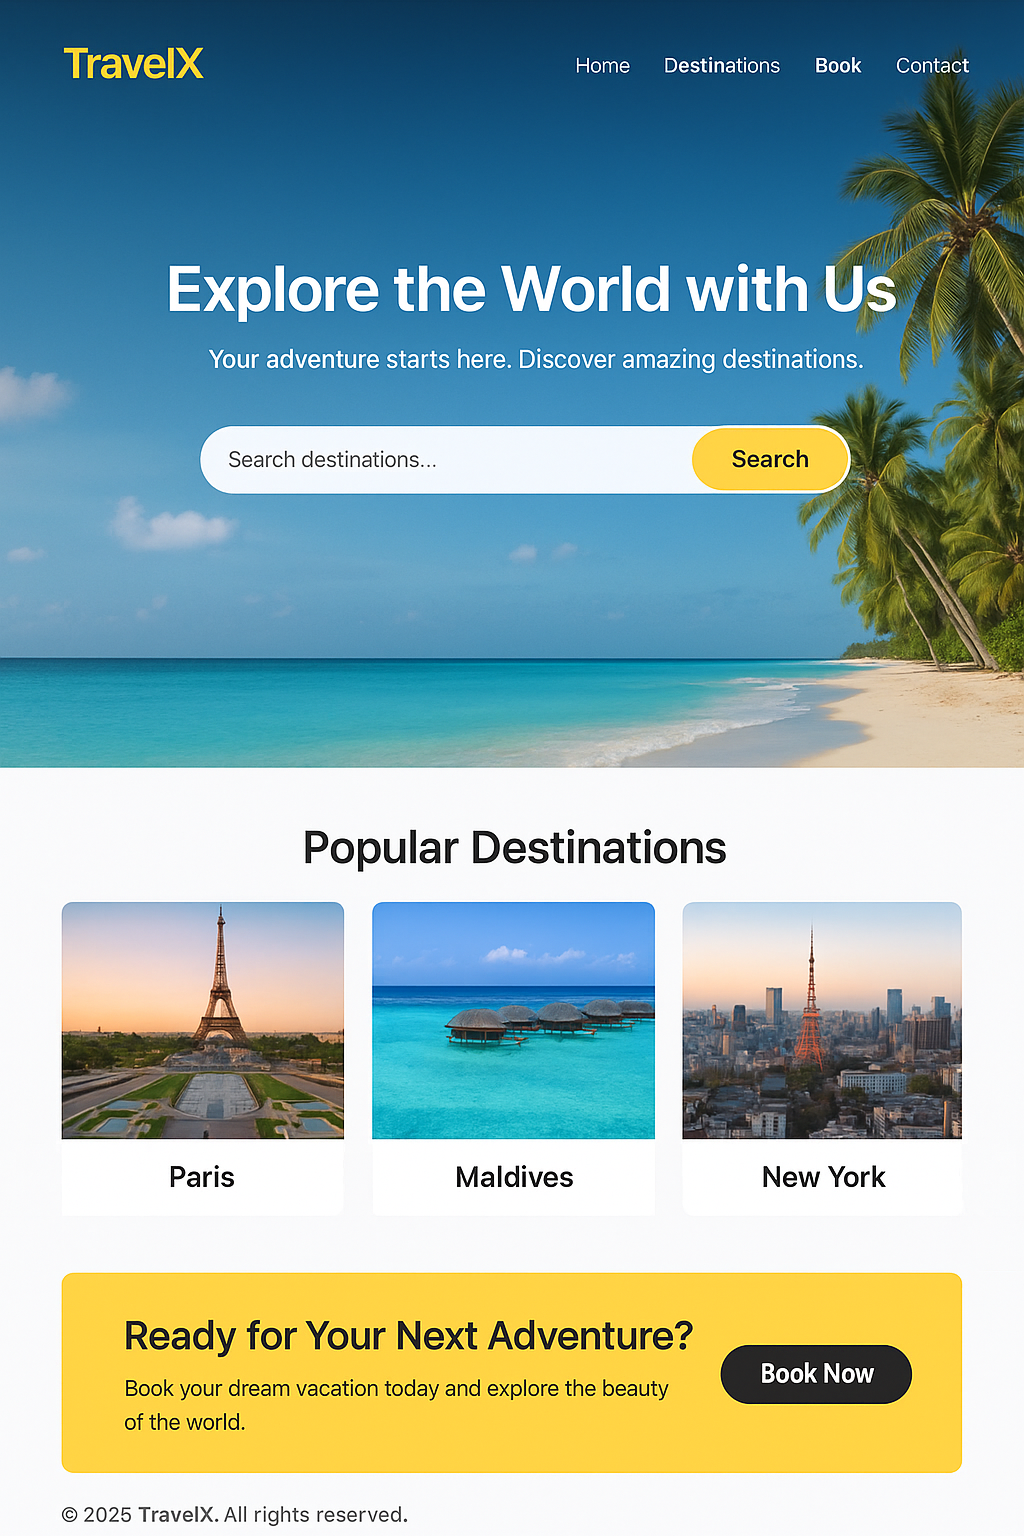 TravelX
Home Destinations Book Contact
Explore the World with Us
Your adventure starts here. Discover amazing destinations.
Search destinations... Search
Popular Destinations
Paris Maldives New York
Ready for Your Next Adventure?
Book your dream vacation today and explore the beauty
of the world.
Book Now
© 2025 TravelX. All rights reserved.